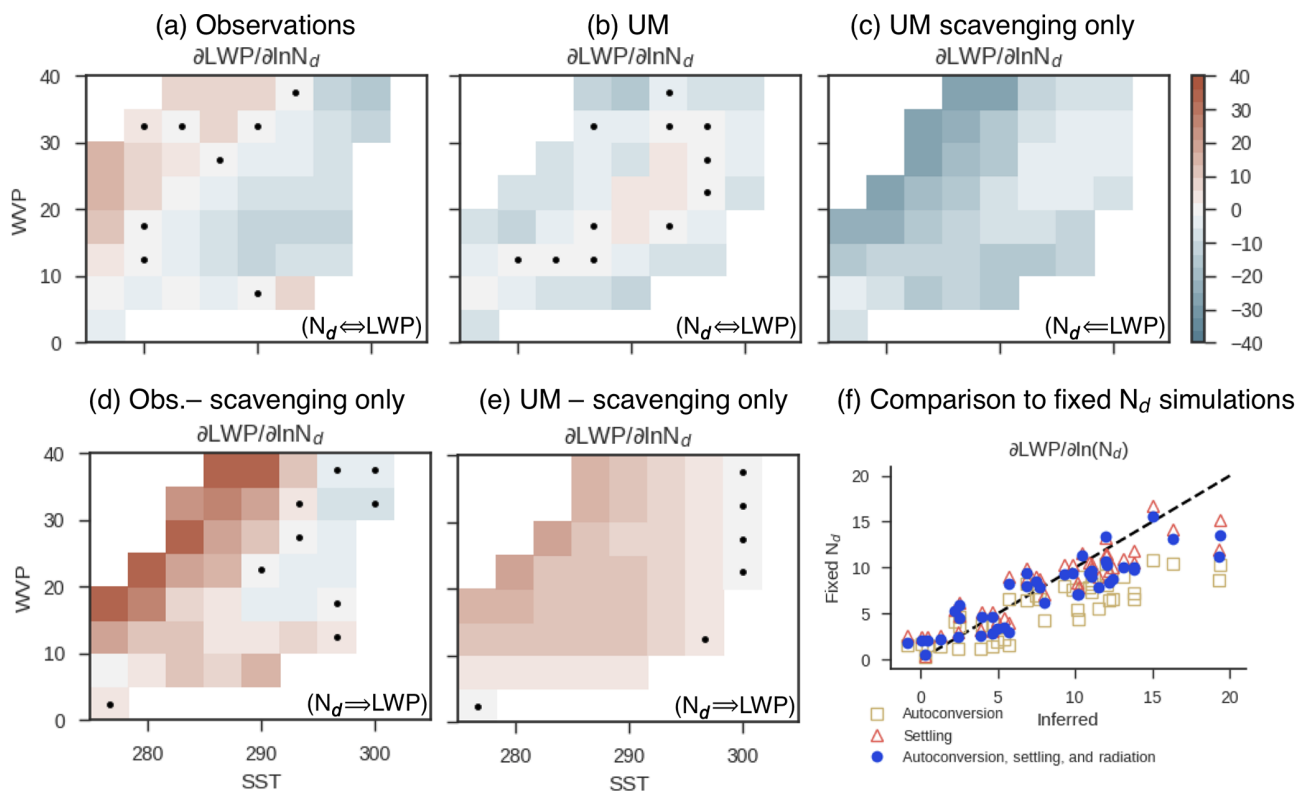 (a) Observations
∂LWP/∂lnN_d
(b) UM
∂LWP/∂lnN_d
(c) UM scavenging only
∂LWP/∂lnN_d
WVP
40
30
20
10
0
(N_d⇔LWP)
(N_d⇔LWP)
(N_d⇐LWP)
40
30
20
10
0
−10
−20
−30
−40
(d) Obs.– scavenging only
∂LWP/∂lnN_d
(e) UM – scavenging only
∂LWP/∂lnN_d
(f) Comparison to fixed N_d simulations
∂LWP/∂ln(N_d)
WVP
40
30
20
10
0
(N_d⇒LWP)
280
290
300
SST
(N_d⇒LWP)
280
290
300
SST
Fixed N_d
20
15
10
5
0
0
5
10
15
20
Inferred
Autoconversion
Settling
Autoconversion, settling, and radiation